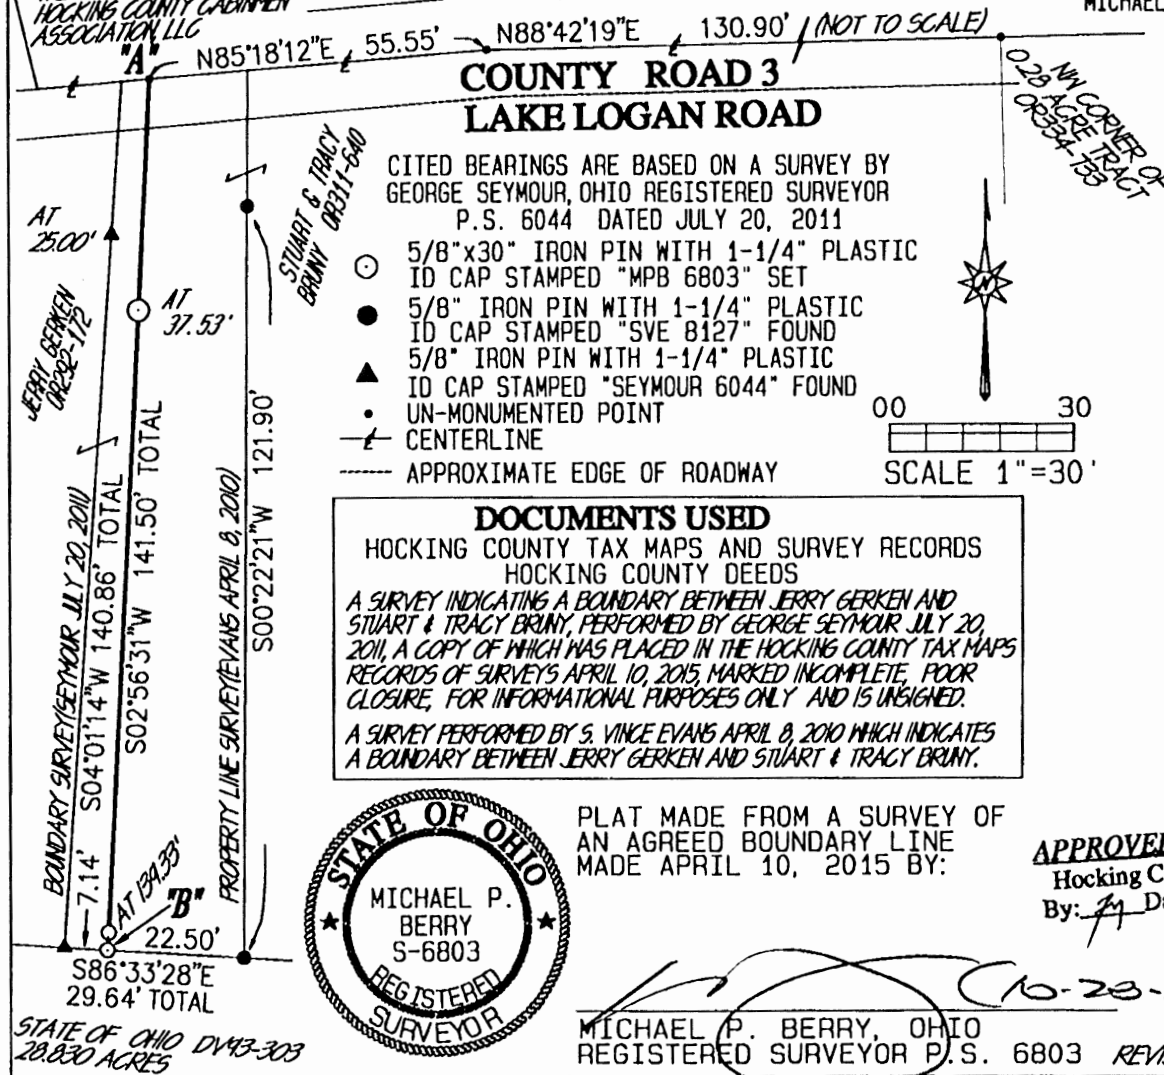 HOCKING COUNTY CABINMEN
ASSOCIATION, LLC
MICHAEL
"A"
N85°18'12"E 55.55'
N88°42'19"E 130.90' (NOT TO SCALE)
COUNTY ROAD 3
LAKE LOGAN ROAD
NW CORNER OF
0.28 ACRE TRACT
OR334-133
STUART & TRACY
BRUNY OR311-640
CITED BEARINGS ARE BASED ON A SURVEY BY
GEORGE SEYMOUR, OHIO REGISTERED SURVEYOR
P.S. 6044 DATED JULY 20, 2011
5/8"x30" IRON PIN WITH 1-1/4" PLASTIC
ID CAP STAMPED "MPB 6803" SET
5/8" IRON PIN WITH 1-1/4" PLASTIC
ID CAP STAMPED "SVE 8127" FOUND
5/8" IRON PIN WITH 1-1/4" PLASTIC
ID CAP STAMPED "SEYMOUR 6044" FOUND
UN-MONUMENTED POINT
CENTERLINE
APPROXIMATE EDGE OF ROADWAY
N
00 30
SCALE 1"=30'
AT
25.00'
AT
37.53'
JERRY GERKEN
OR292-172
BOUNDARY SURVEY(SEYMOUR JULY 20, 2011)
S04°01'14"W 140.86' TOTAL
S02°56'31"W 141.50' TOTAL
PROPERTY LINE SURVEY(EVANS APRIL 8, 2010)
S00°22'21"W 121.90'
DOCUMENTS USED
HOCKING COUNTY TAX MAPS AND SURVEY RECORDS
HOCKING COUNTY DEEDS
A SURVEY INDICATING A BOUNDARY BETWEEN JERRY GERKEN AND
STUART & TRACY BRUNY, PERFORMED BY GEORGE SEYMOUR JULY 20,
2011, A COPY OF WHICH WAS PLACED IN THE HOCKING COUNTY TAX MAPS
RECORDS OF SURVEYS APRIL 10, 2015, MARKED INCOMPLETE, POOR
CLOSURE, FOR INFORMATIONAL PURPOSES ONLY AND IS UNSIGNED.
A SURVEY PERFORMED BY S. VINCE EVANS APRIL 8, 2010 WHICH INDICATES
A BOUNDARY BETWEEN JERRY GERKEN AND STUART & TRACY BRUNY.
7.14'
AT 139.33'
"B"
22.50'
S86°33'28"E
29.64' TOTAL
STATE OF OHIO DV43-303
28.830 ACRES
STATE OF OHIO
MICHAEL P.
BERRY
S-6803
REGISTERED
SURVEYOR
PLAT MADE FROM A SURVEY OF
AN AGREED BOUNDARY LINE
MADE APRIL 10, 2015 BY:
APPROVE
Hocking C
By: Da
10-28-
MICHAEL P. BERRY, OHIO
REGISTERED SURVEYOR P.S. 6803
REVI